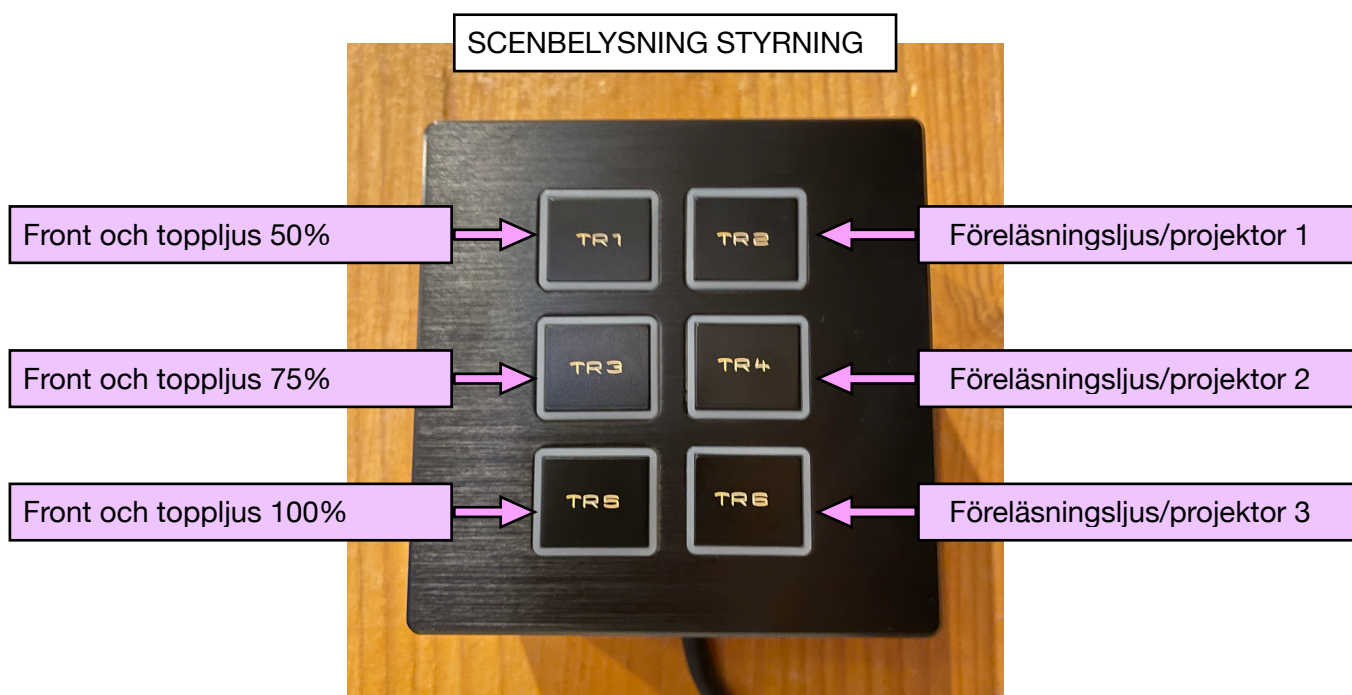 SCENBELYSNING STYRNING
Front och toppljus 50%
TR1
TR2
Föreläsningsljus/projektor 1
Front och toppljus 75%
TR3
TR4
Föreläsningsljus/projektor 2
Front och toppljus 100%
TR5
TR6
Föreläsningsljus/projektor 3